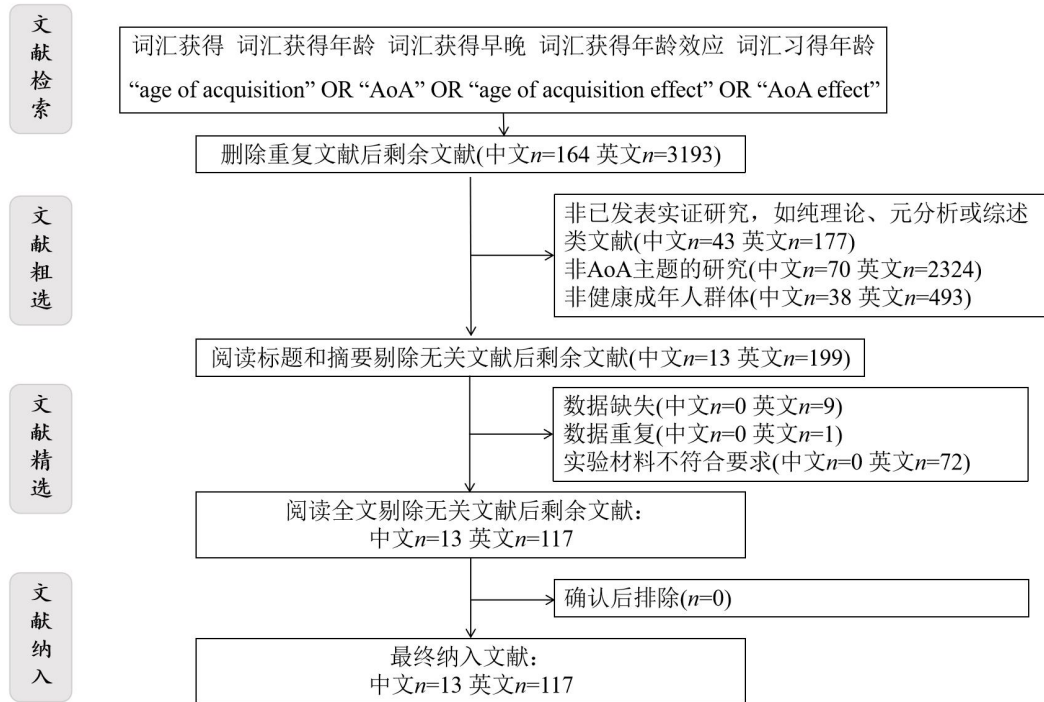 文献检索
词汇获得 词汇获得年龄 词汇获得早晚 词汇获得年龄效应 词汇习得年龄
“age of acquisition” OR “AoA” OR “age of acquisition effect” OR “AoA effect”
删除重复文献后剩余文献(中文n=164 英文n=3193)
文献粗选
非已发表实证研究，如纯理论、元分析或综述
类文献(中文n=43 英文n=177)
非AoA主题的研究(中文n=70 英文n=2324)
非健康成年人群体(中文n=38 英文n=493)
阅读标题和摘要剔除无关文献后剩余文献(中文n=13 英文n=199)
文献精选
数据缺失(中文n=0 英文n=9)
数据重复(中文n=0 英文n=1)
实验材料不符合要求(中文n=0 英文n=72)
阅读全文剔除无关文献后剩余文献：
中文n=13 英文n=117
文献纳入
确认后排除(n=0)
最终纳入文献：
中文n=13 英文n=117